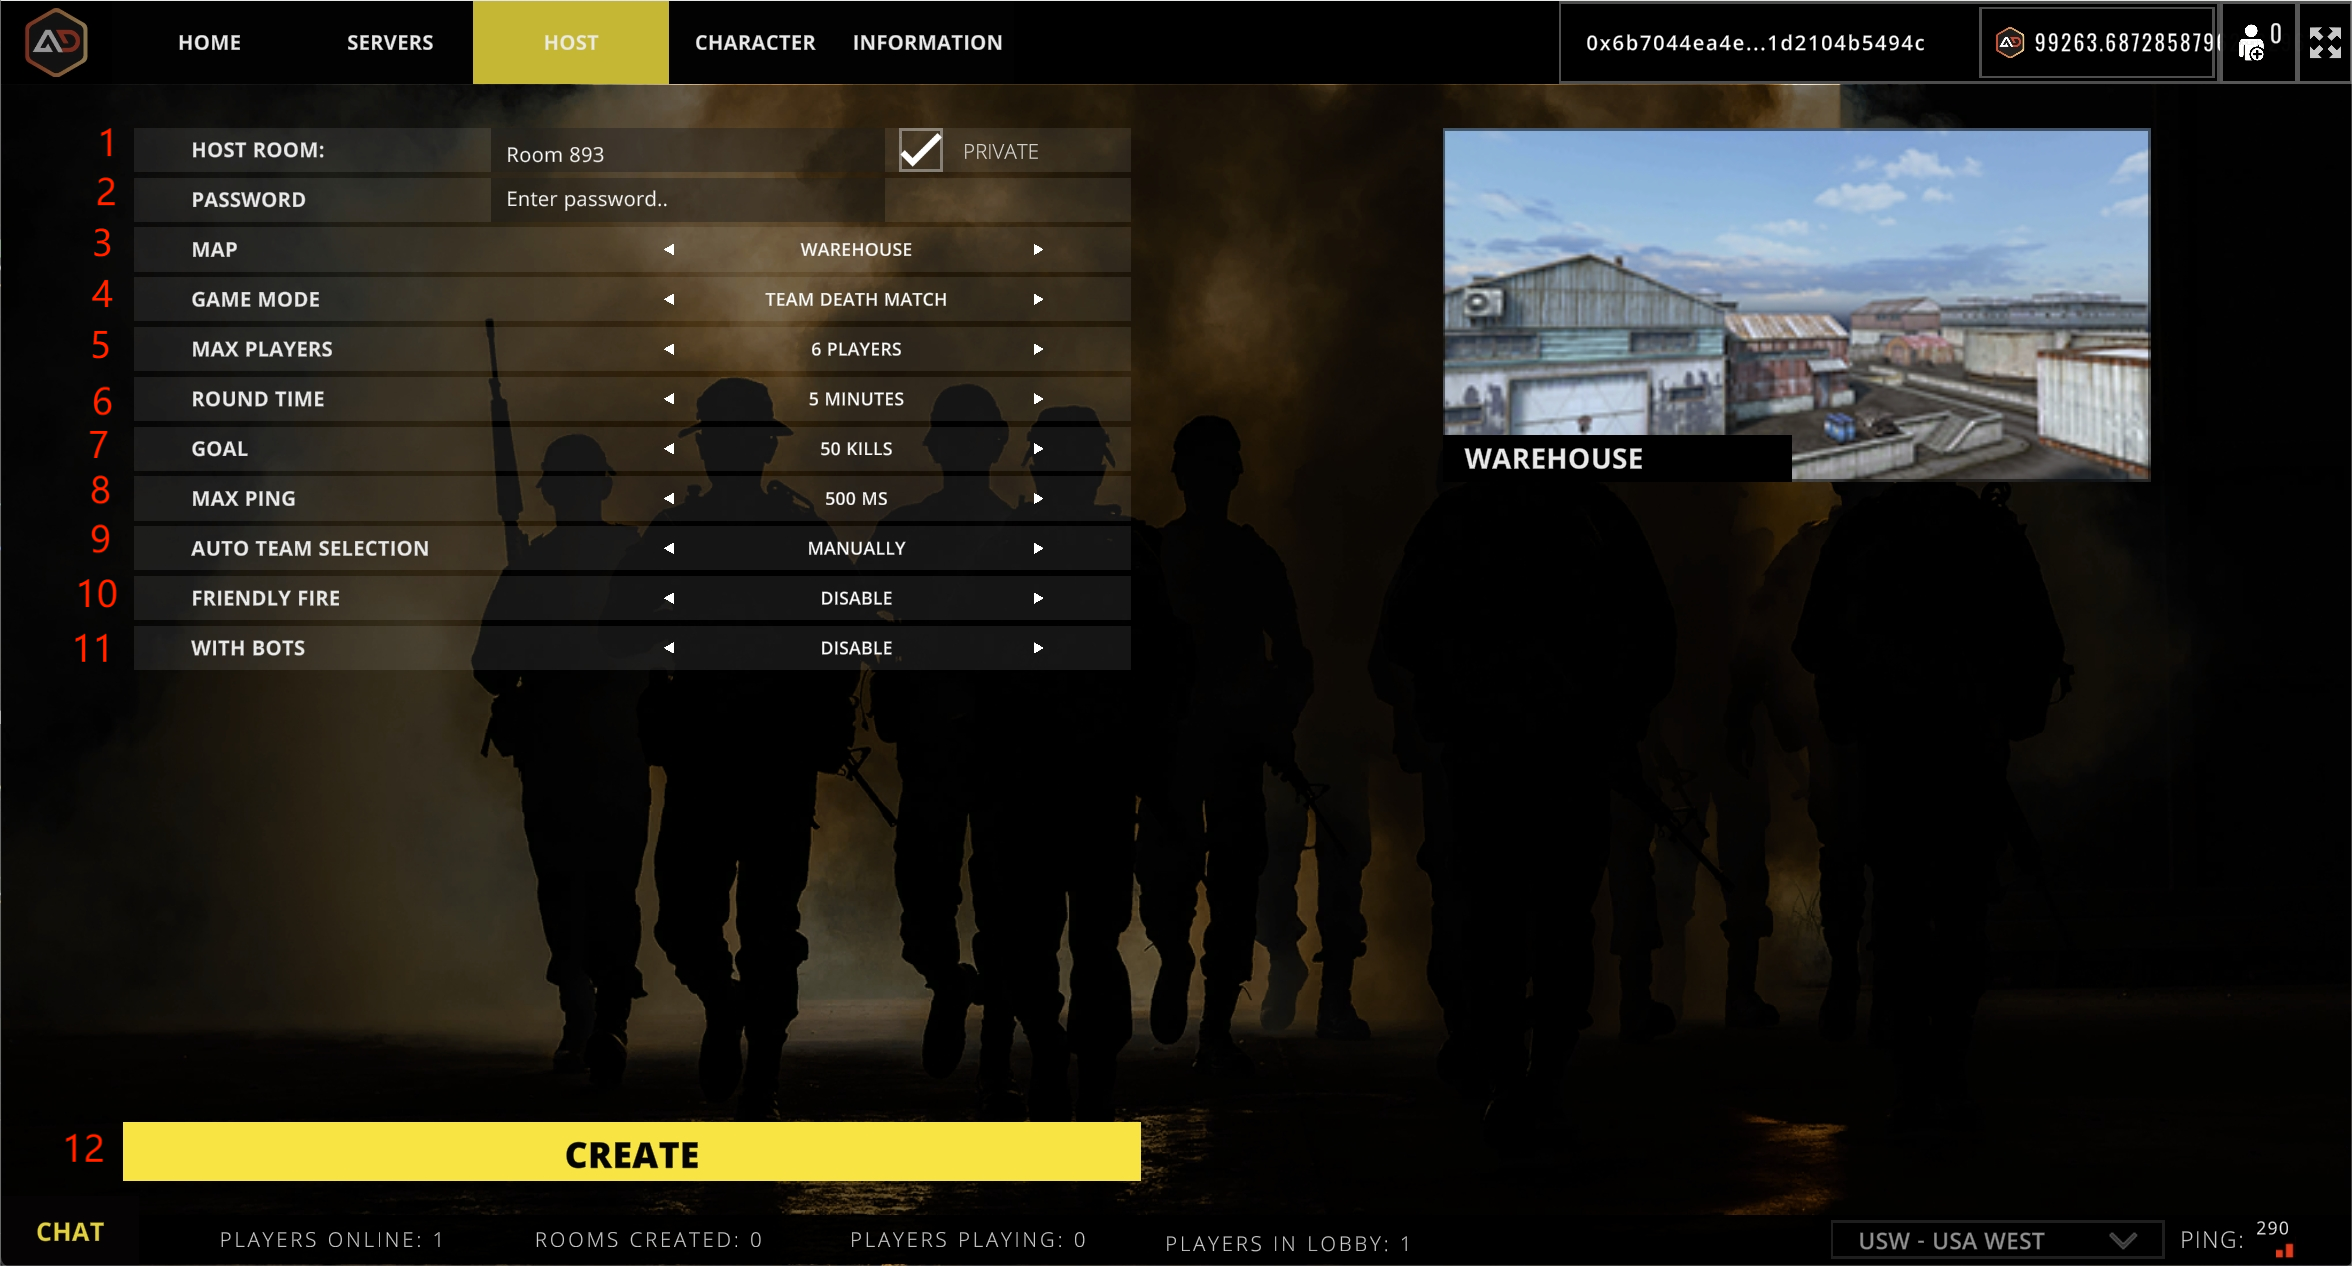 HOME SERVERS HOST CHARACTER INFORMATION 0x6b7044ea4e...1d2104b5494c 99263.687285879 0
1 HOST ROOM: Room 893 PRIVATE
2 PASSWORD Enter password..
3 MAP WAREHOUSE
4 GAME MODE TEAM DEATH MATCH
5 MAX PLAYERS 6 PLAYERS
6 ROUND TIME 5 MINUTES
7 GOAL 50 KILLS
8 MAX PING 500 MS
9 AUTO TEAM SELECTION MANUALLY
10 FRIENDLY FIRE DISABLE
11 WITH BOTS DISABLE
WAREHOUSE
12 CREATE
CHAT PLAYERS ONLINE: 1 ROOMS CREATED: 0 PLAYERS PLAYING: 0 PLAYERS IN LOBBY: 1 USW - USA WEST PING: 290